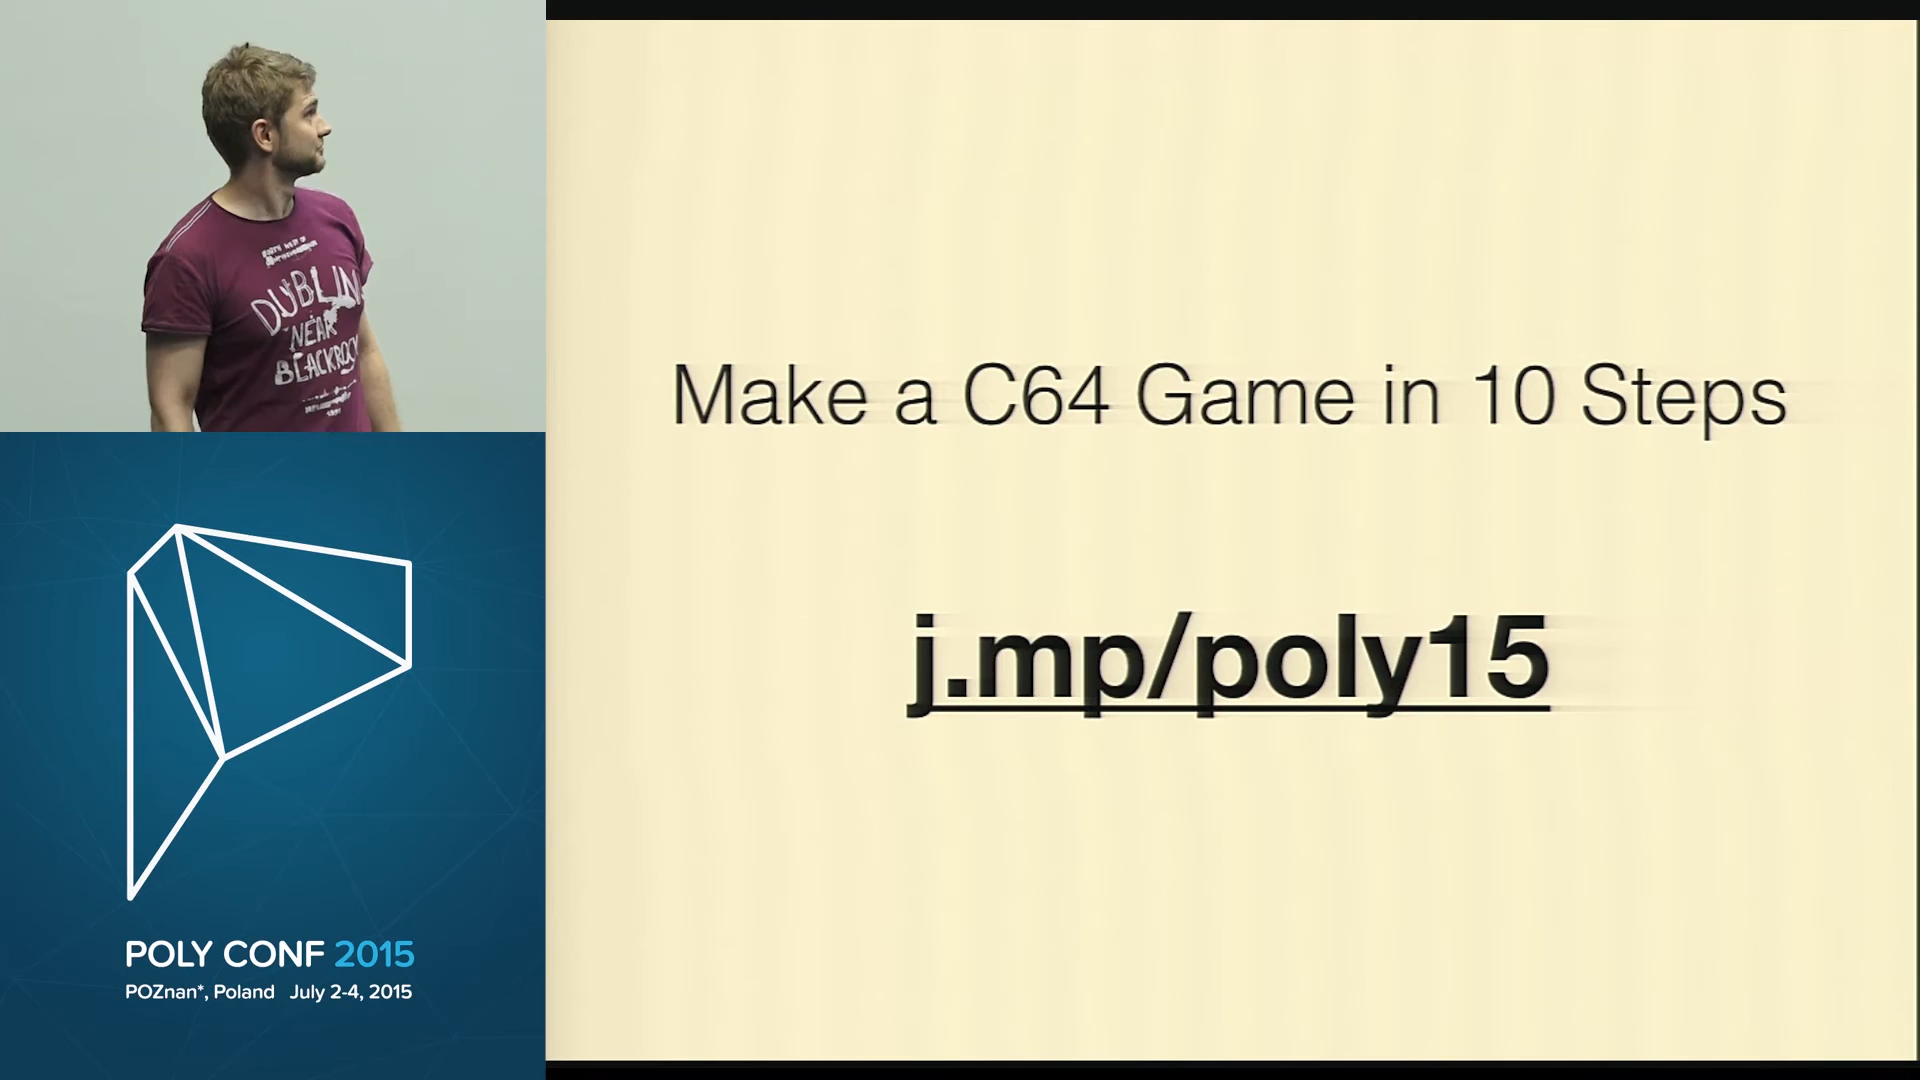 DUBLIN
NEAR
BLACKROCK
Make a C64 Game in 10 Steps
j.mp/poly15
POLY CONF 2015
POZnan*, Poland July 2-4, 2015